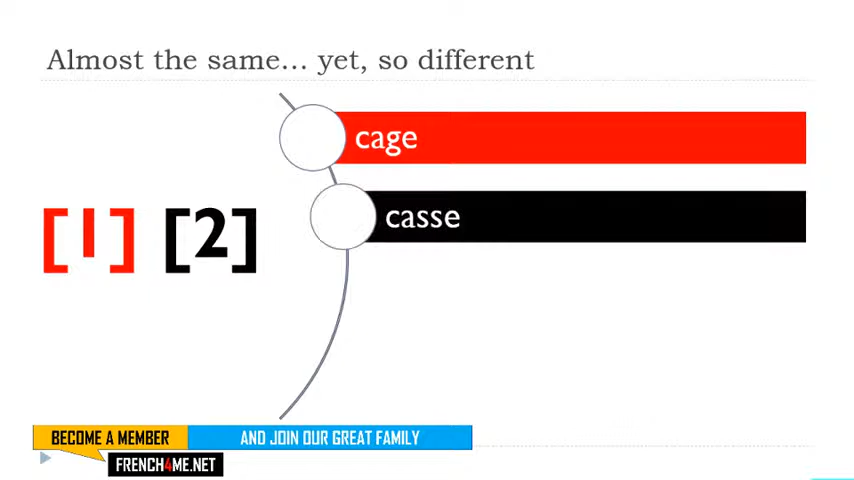 Almost the same... yet, so different
cage
casse
[1] [2]
BECOME A MEMBER
AND JOIN OUR GREAT FAMILY
FRENCH4ME.NET